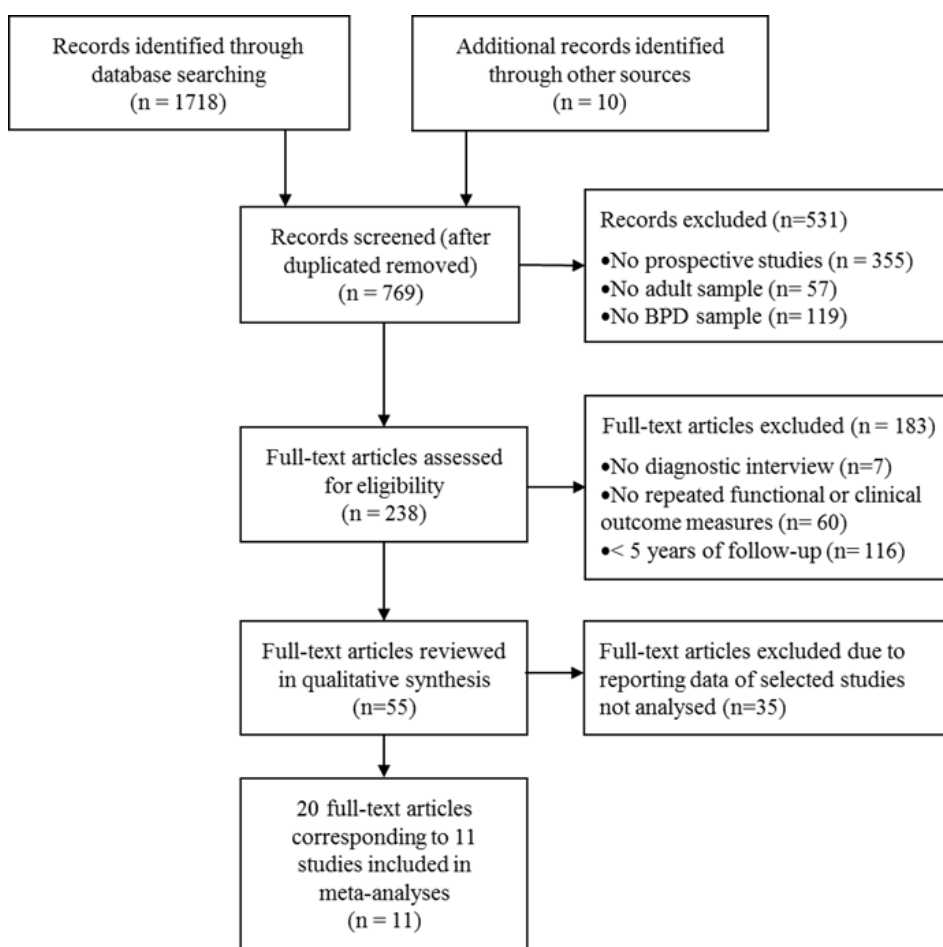 Records identified through
database searching
(n = 1718)
Additional records identified
through other sources
(n = 10)
Records screened (after
duplicated removed)
(n = 769)
Records excluded (n=531)
•No prospective studies (n = 355)
•No adult sample (n= 57)
•No BPD sample (n=119)
Full-text articles assessed
for eligibility
(n = 238)
Full-text articles excluded (n = 183)
•No diagnostic interview (n=7)
•No repeated functional or clinical
outcome measures (n= 60)
•< 5 years of follow-up (n= 116)
Full-text articles reviewed
in qualitative synthesis
(n=55)
Full-text articles excluded due to
reporting data of selected studies
not analysed (n=35)
20 full-text articles
corresponding to 11
studies included in
meta-analyses
(n = 11)